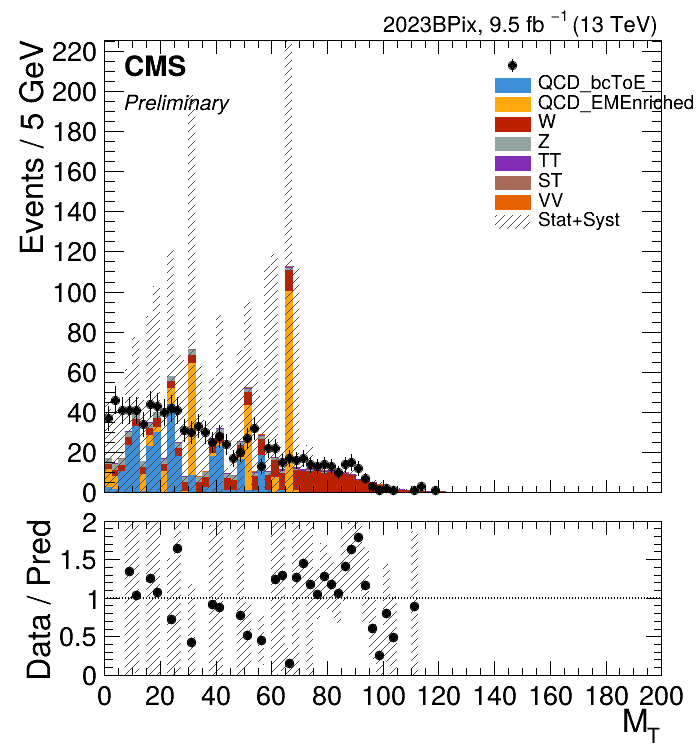 2023BPix, 9.5 fb⁻¹ (13 TeV)
Events / 5 GeV
220
200
180
160
140
120
100
80
60
40
20
0
CMS
Preliminary
QCD_bcToE
QCD_EMEnriched
W
Z
TT
ST
VV
Stat+Syst
Data / Pred
2
1.5
1
0.5
0
0 20 40 60 80 100 120 140 160 180 200
M_T